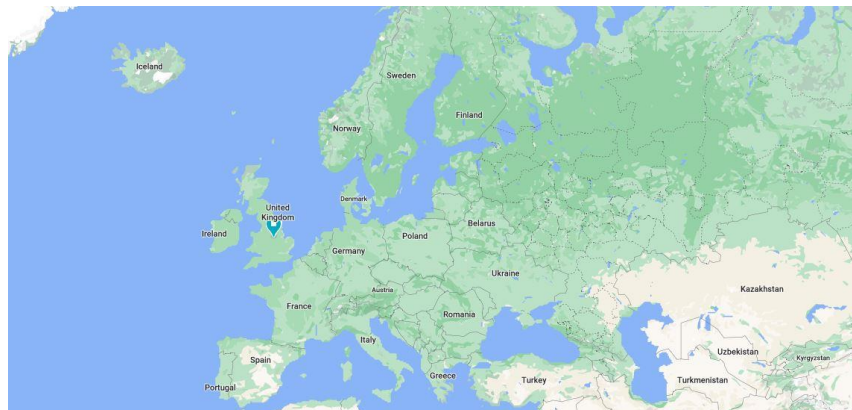 Iceland
Sweden
Finland
Norway
United
Kingdom
Denmark
Ireland
Belarus
Poland
Germany
Ukraine
Kazakhstan
Austria
France
Romania
Italy
Uzbekistan
Kyrgyzstan
Spain
Greece
Turkey
Turkmenistan
Portugal